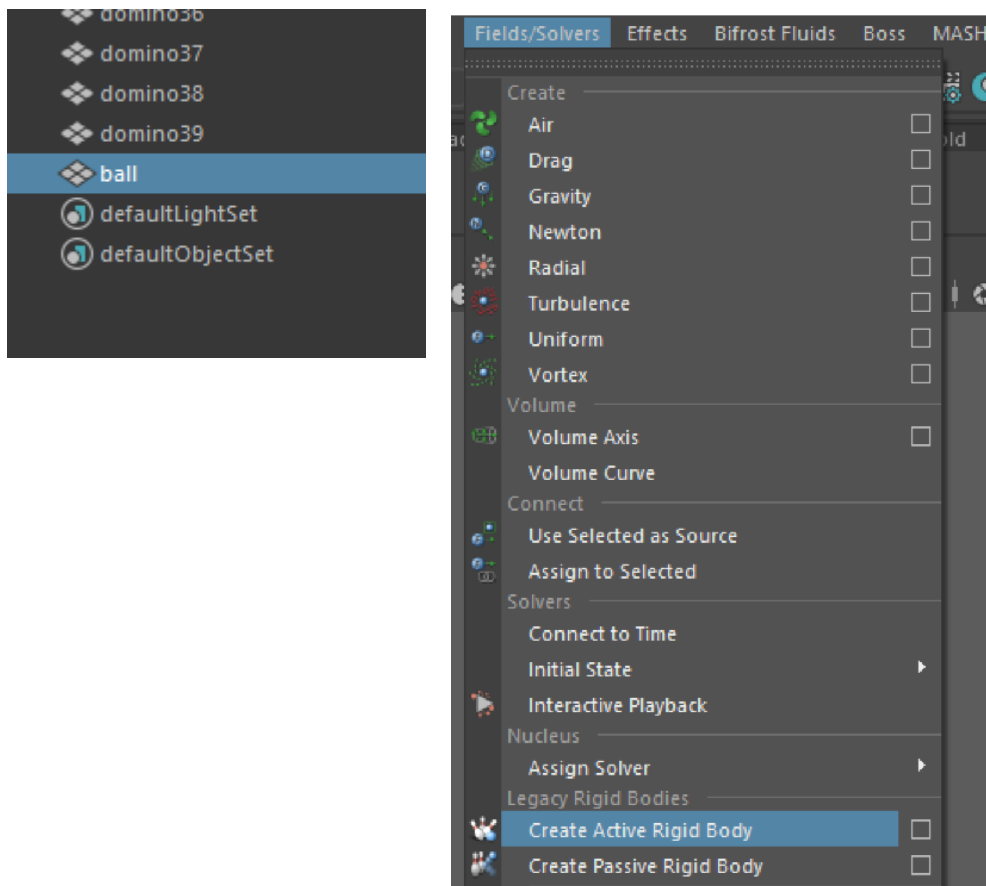 domino36
domino37
domino38
domino39
ball
defaultLightSet
defaultObjectSet
Fields/Solvers Effects Bifrost Fluids Boss MASH
Create
Air
Drag
Gravity
Newton
Radial
Turbulence
Uniform
Vortex
Volume
Volume Axis
Volume Curve
Connect
Use Selected as Source
Assign to Selected
Solvers
Connect to Time
Initial State
Interactive Playback
Nucleus
Assign Solver
Legacy Rigid Bodies
Create Active Rigid Body
Create Passive Rigid Body